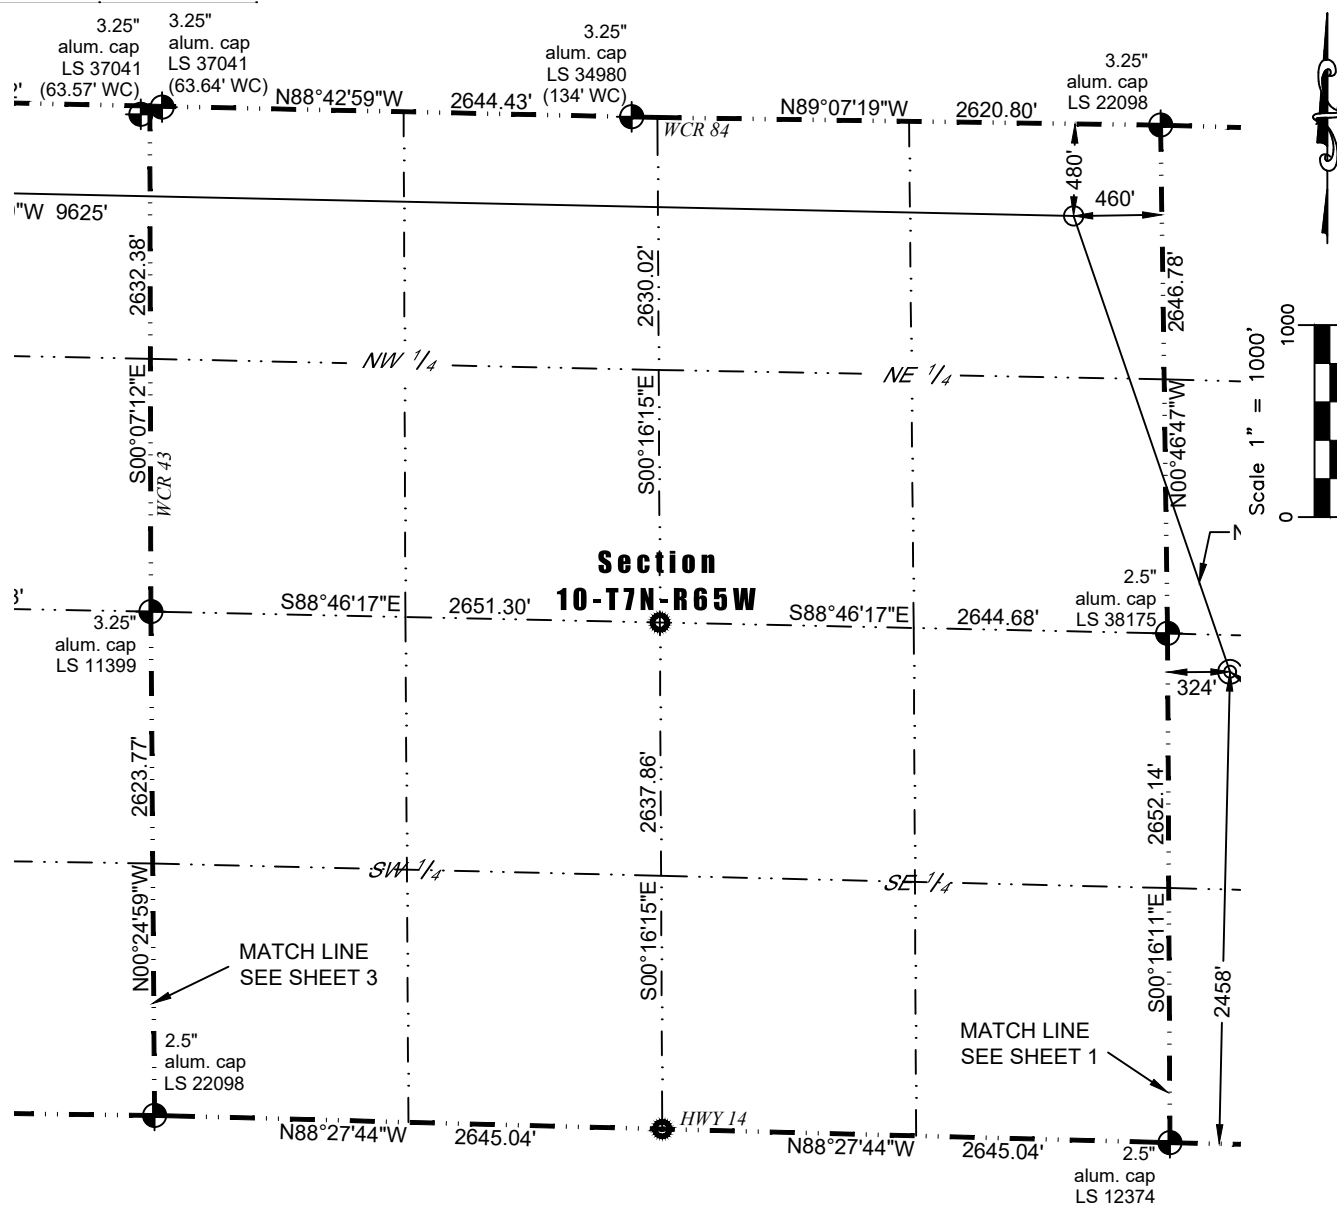 3.25"
alum. cap
LS 37041
(63.57' WC)
3.25"
alum. cap
LS 37041
(63.64' WC)
3.25"
alum. cap
LS 34980
(134' WC)
3.25"
alum. cap
LS 22098
N88°42'59"W
2644.43'
WCR 84
N89°07'19"W
2620.80'
480'
460'
"W 9625'
2632.38'
S00°07'12"E
WCR 43
2630.02'
S00°16'15"E
2646.78'
N00°46'47"W
NW 1/4
NE 1/4
Scale 1" = 1000'
0
1000
Section
10-T7N-R65W
S88°46'17"E
2651.30'
S88°46'17"E
2644.68'
3.25"
alum. cap
LS 11399
2.5"
alum. cap
LS 38175
324'
2623.77'
N00°24'59"W
2637.86'
S00°16'15"E
2652.14'
S00°16'11"E
2458'
SW 1/4
SE 1/4
MATCH LINE
SEE SHEET 3
MATCH LINE
SEE SHEET 1
2.5"
alum. cap
LS 22098
HWY 14
N88°27'44"W
2645.04'
N88°27'44"W
2645.04'
2.5"
alum. cap
LS 12374